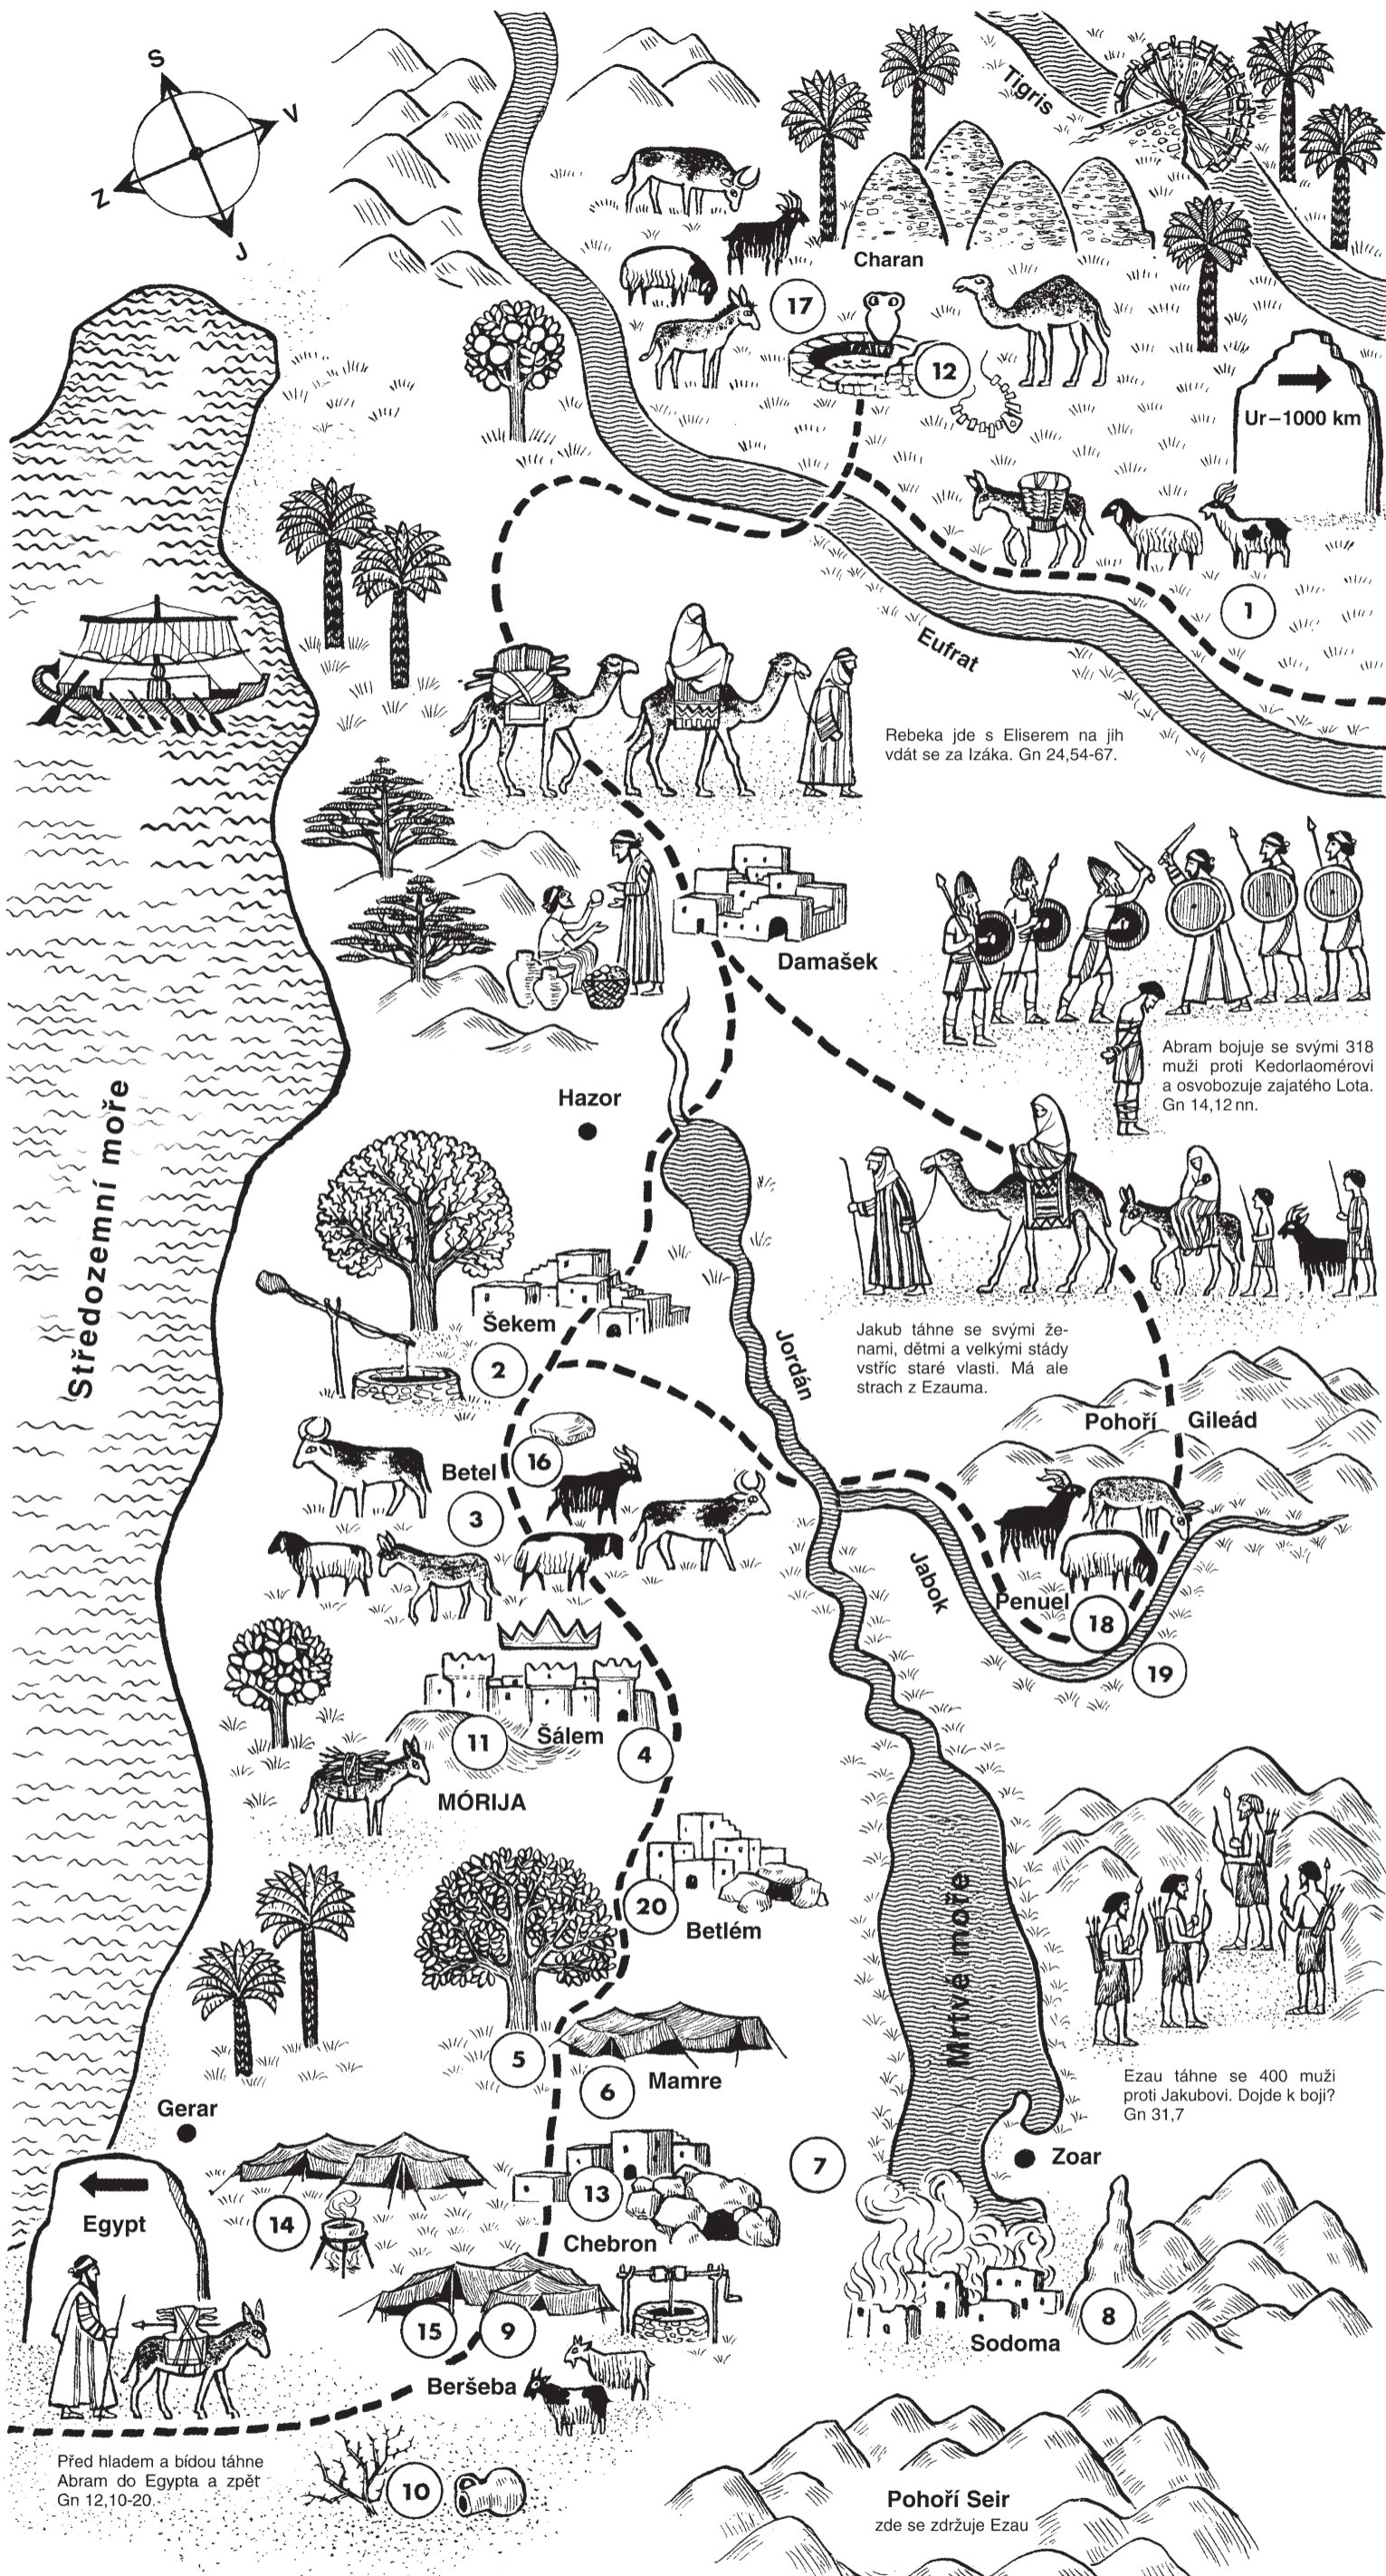 S
V
Z
J
Tigris
Charan
17
12
Ur–1000 km
1
Eufrat
Rebeka jde s Eliserem na jih
vdát se za Izáka. Gn 24,54-67.
Damašek
Abram bojuje se svými 318
muži proti Kedorlaomérovi
a osvobozuje zajatého Lota.
Gn 14,12 nn.
Hazor
Středozemní moře
Šekem
2
Jordán
Jakub táhne se svými že-
nami, dětmi a velkými stády
vstříc staré vlasti. Má ale
strach z Ezauma.
Pohoří Gileád
Betel
16
3
Jabok
Penuel
18
19
11
Šálem
4
MÓRIJA
20
Betlém
Mrtvé moře
5
6
Mamre
Ezau táhne se 400 muži
proti Jakubovi. Dojde k boji?
Gn 31,7
Gerar
7
Zoar
Egypt
14
13
Chebron
15
9
8
Sodoma
Beršeba
Před hladem a bídou táhne
Abram do Egypta a zpět
Gn 12,10-20.
10
Pohoří Seir
zde se zdržuje Ezau